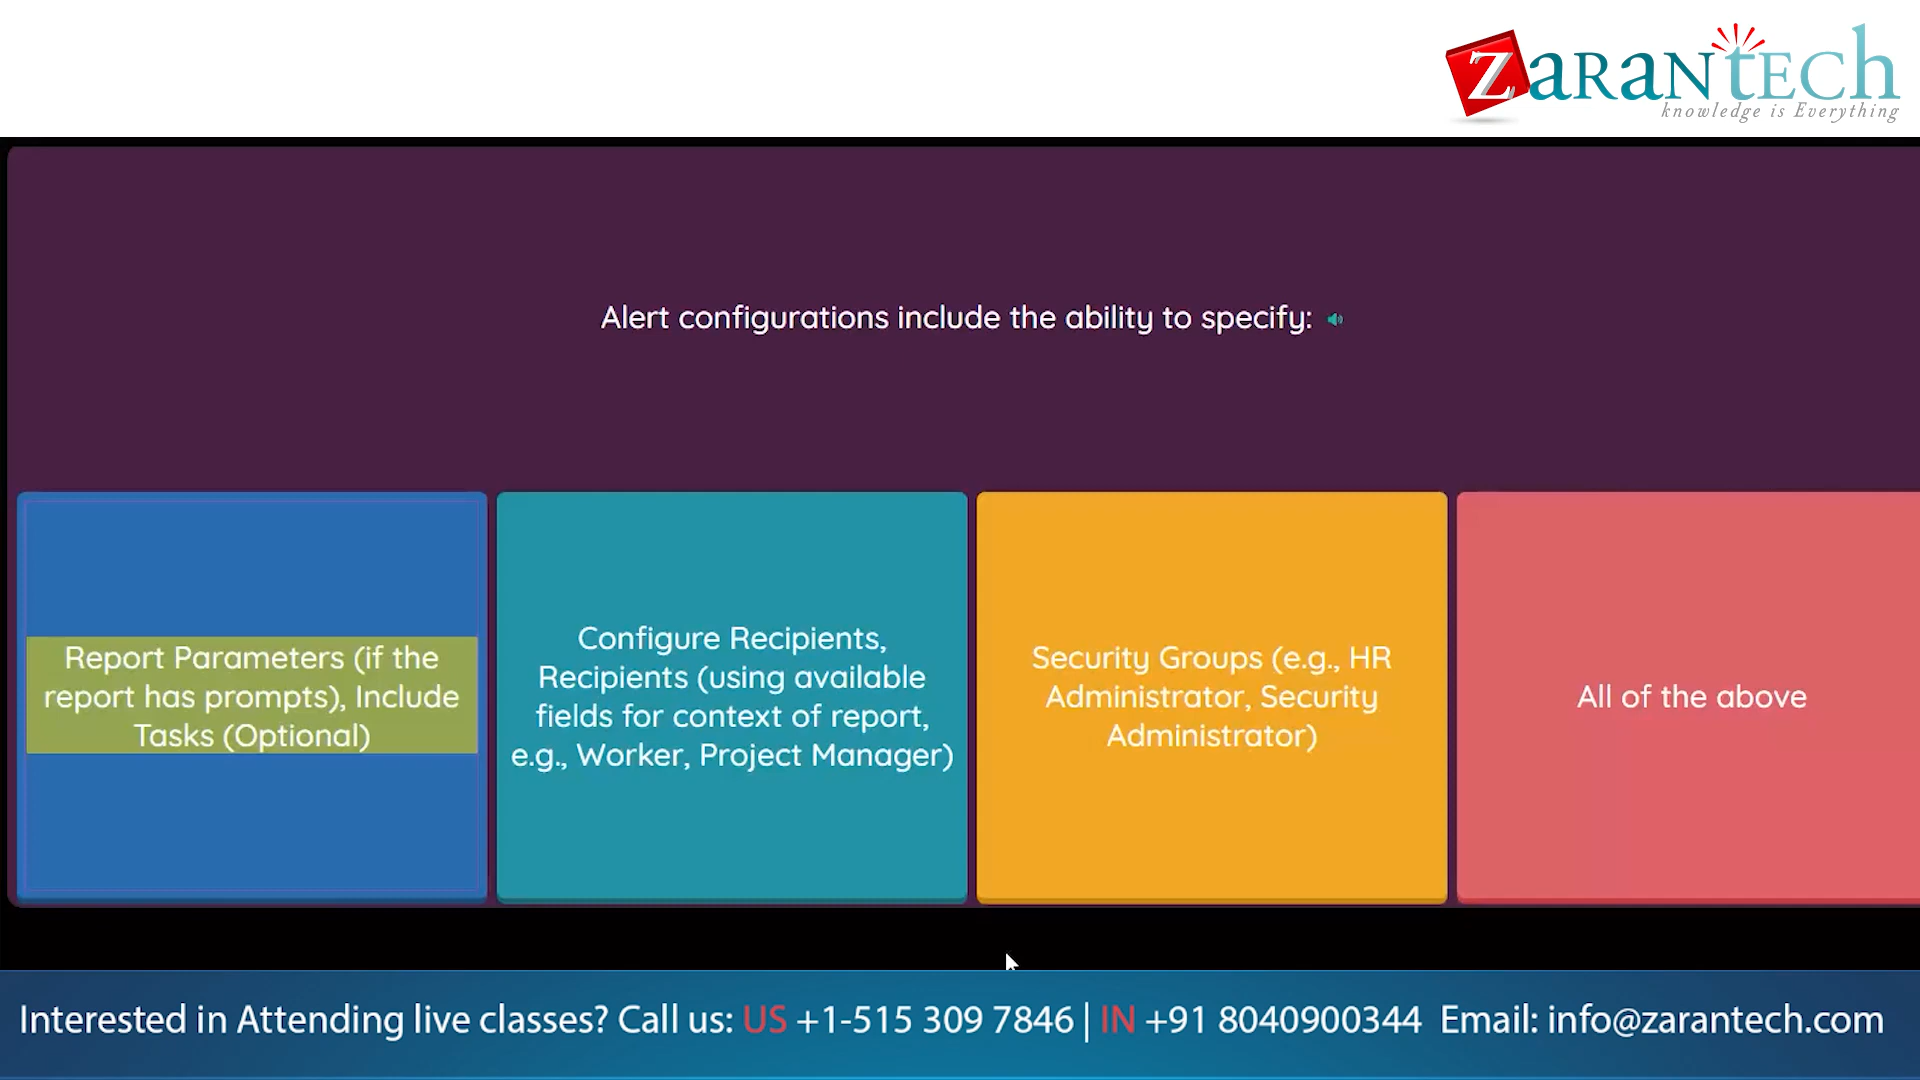 ZaranTech
knowledge is Everything
Alert configurations include the ability to specify:
Report Parameters (if the
report has prompts), Include
Tasks (Optional)
Configure Recipients,
Recipients (using available
fields for context of report,
e.g., Worker, Project Manager)
Security Groups (e.g., HR
Administrator, Security
Administrator)
All of the above
Interested in Attending live classes? Call us: US +1-515 309 7846 | IN +91 8040900344 Email: info@zarantech.com